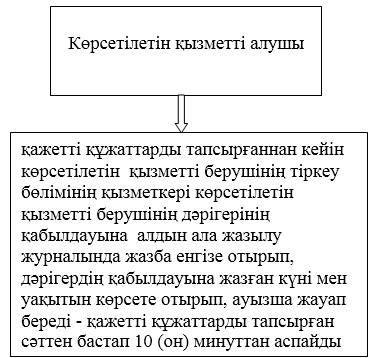 Көрсетілетін қызметті алушы
қажетті құжаттарды тапсырғаннан кейін
көрсетілетін қызметті берушінің тіркеу
бөлімінің қызметкері көрсетілетін
қызметті берушінің дәрігерінің
қабылдауына алдын ала жазылу
журналында жазба енгізе отырып,
дәрігердің қабылдауына жазған күні мен
уақытын көрсете отырып, ауызша жауап
береді - қажетті құжаттарды тапсырған
сәттен бастап 10 (он) минуттан аспайды